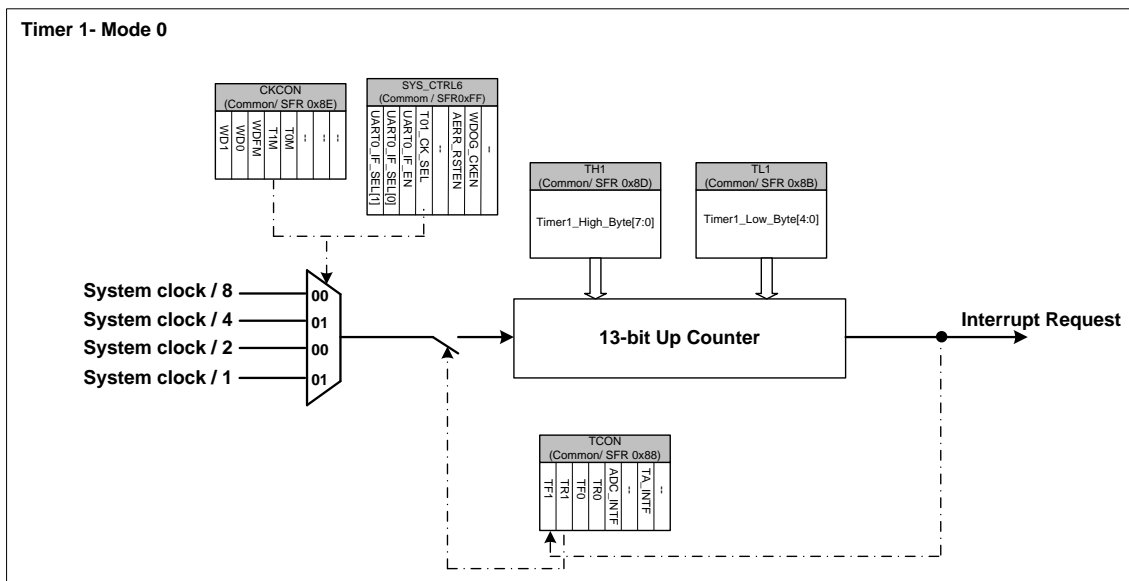 Timer 1- Mode 0
CKCON
(Common/ SFR 0x8E)
WD1
WD0
WDFM
T1M
T0M
--
--
--
SYS_CTRL6
(Commom / SFR0xFF)
UART0_IF_SEL[1]
UART0_IF_SEL[0]
UART0_IF_EN
T01_CK_SEL
--
AERR_RSTEN
WDOG_CKEN
--
TH1
(Common/ SFR 0x8D)
Timer1_High_Byte[7:0]
TL1
(Common/ SFR 0x8B)
Timer1_Low_Byte[4:0]
System clock / 8
00
System clock / 4
01
System clock / 2
00
System clock / 1
01
13-bit Up Counter
Interrupt Request
TCON
(Common/ SFR 0x88)
TF1
TR1
TF0
TR0
ADC_INTF
--
TA_INTF
--